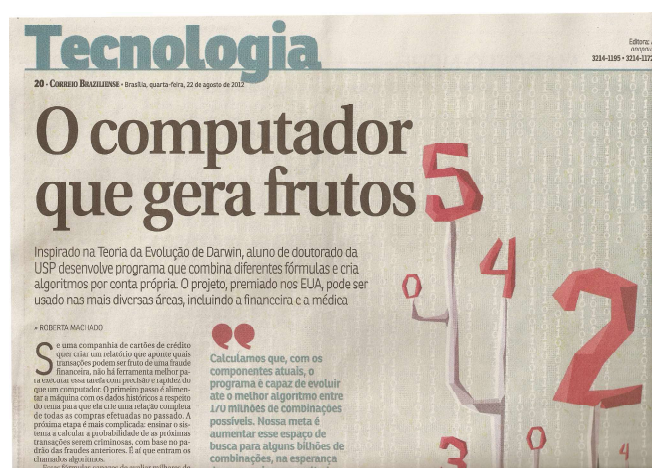 Tecnologia
Editora:
3214-1195 • 3214-1172
20 • CORREIO BRAZILIENSE • Brasília, quarta-feira, 22 de agosto de 2012
O computador
que gera frutos
Inspirado na Teoria da Evolução de Darwin, aluno de doutorado da
USP desenvolve programa que combina diferentes fórmulas e cria
algoritmos por conta própria. O projeto, premiado nos EUA, pode ser
usado nas mais diversas áreas, incluindo a financeira e a médica
ROBERTA MACHADO
Se uma companhia de cartões de crédito
quer criar um relatório que aponte quais
transações podem ser fruto de uma fraude
financeira, não há ferramenta melhor pa-
ra executar essa tarefa com precisão e rapidez do
que um computador. O primeiro passo é alimen-
tar a máquina com os dados históricos a respeito
do tema para que ela crie uma relação completa
de todas as compras efetuadas no passado. A
próxima etapa é mais complicada: ensinar o sis-
tema a calcular a probabilidade de as próximas
transações serem criminosas, com base no pa-
drão das fraudes anteriores. É aí que entram os
chamados algoritmos.
Calculamos que, com os
componentes atuais, o
programa é capaz de evoluir
até o melhor algoritmo entre
170 milhões de combinações
possíveis. Nossa meta é
aumentar esse espaço de
busca para alguns bilhões de
combinações, na esperança
5
4
0
2
3
0
4